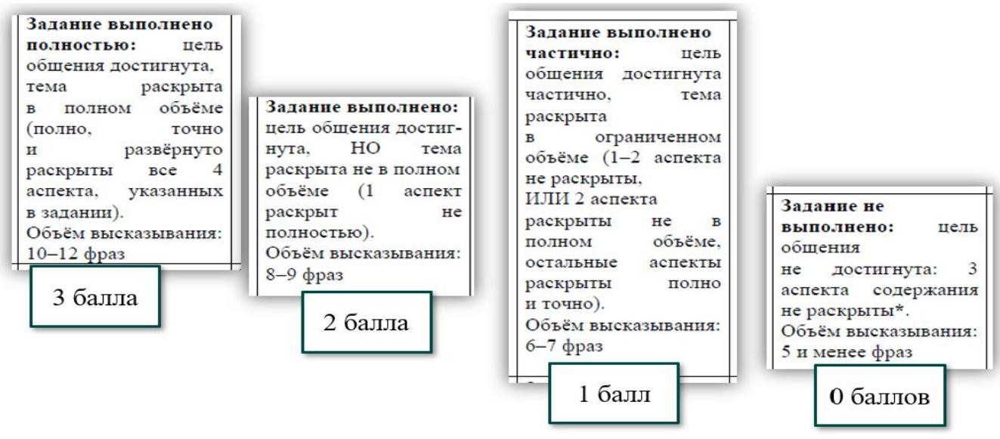 Задание выполнено
полностью: цель
общения достигнута,
тема раскрыта
в полном объёме
(полно, точно
и развёрнуто
раскрыты все 4
аспекта, указанных
в задании).
Объём высказывания:
10–12 фраз
3 балла
Задание выполнено:
цель общения достиг-
нута, НО тема
раскрыта не в полном
объёме (1 аспект
раскрыт не
полностью).
Объём высказывания:
8–9 фраз
2 балла
Задание выполнено
частично: цель
общения достигнута
частично, тема
раскрыта
в ограниченном
объёме (1–2 аспекта
не раскрыты,
ИЛИ 2 аспекта
раскрыты не в
полном объёме,
остальные аспекты
раскрыты полно
и точно).
Объём высказывания:
6–7 фраз
1 балл
Задание не
выполнено: цель
общения
не достигнута: 3
аспекта содержания
не раскрыты*.
Объём высказывания:
5 и менее фраз
0 баллов